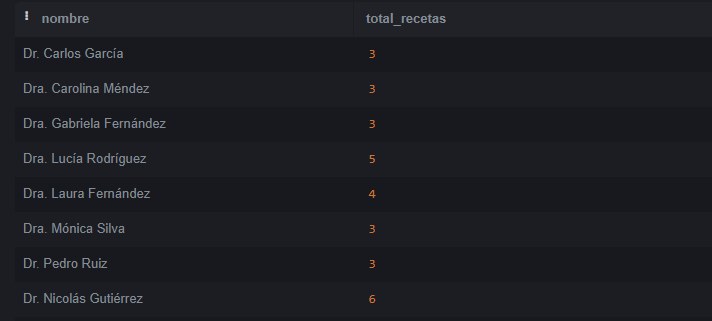 nombre total_recetas
Dr. Carlos García 3
Dra. Carolina Méndez 3
Dra. Gabriela Fernández 3
Dra. Lucía Rodríguez 5
Dra. Laura Fernández 4
Dra. Mónica Silva 3
Dr. Pedro Ruiz 3
Dr. Nicolás Gutiérrez 6